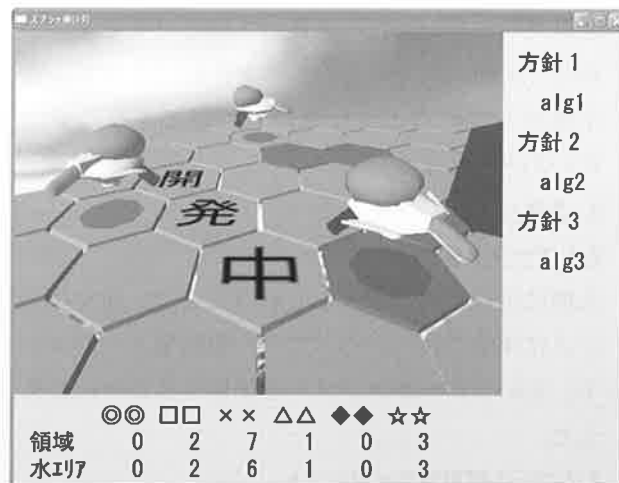 方針1
alg1
方針2
alg2
方針3
alg3
開
発
中
◎◎ □□ ×× △△ ◆◆ ☆☆
領域 0 2 7 1 0 3
水エリア 0 2 6 1 0 3